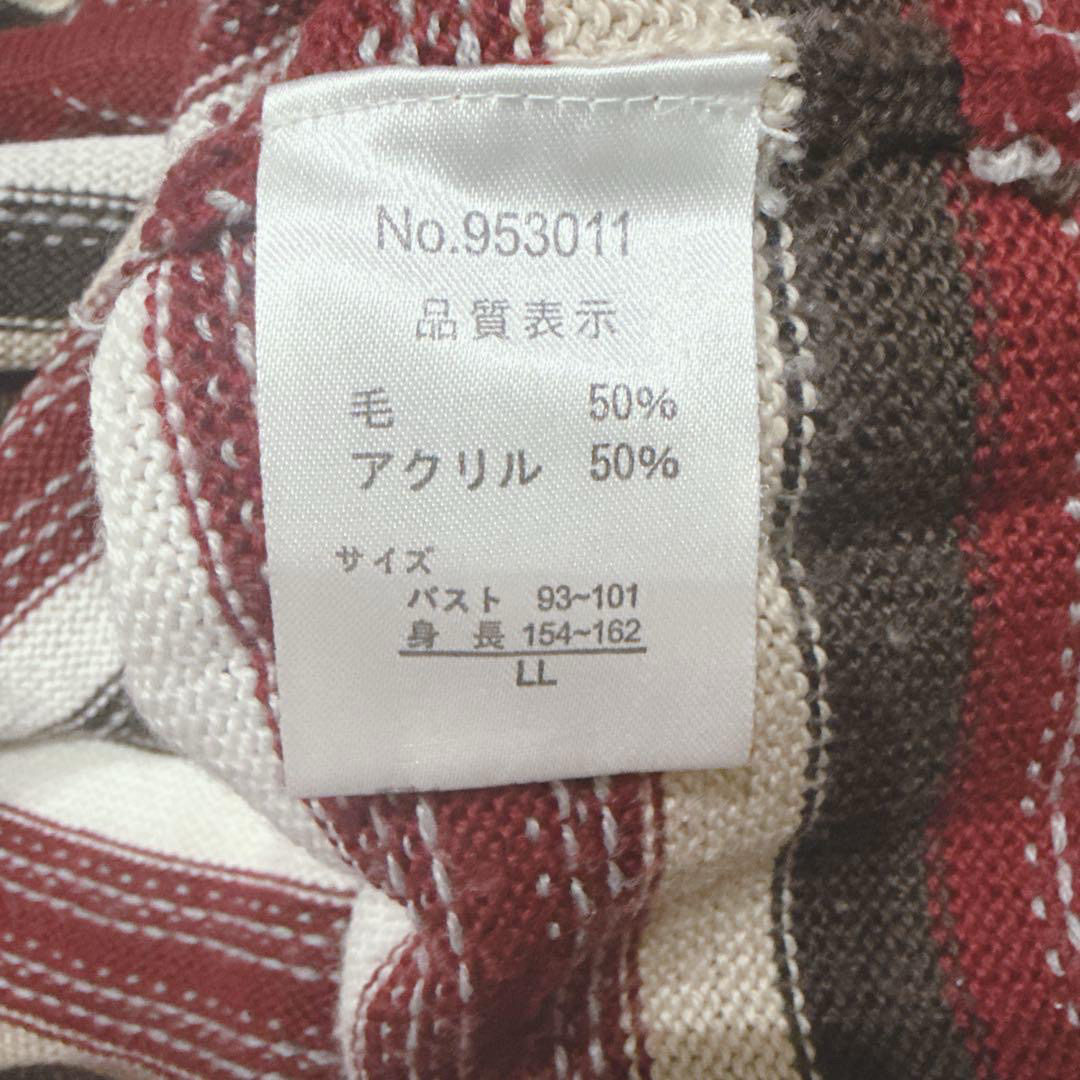 No.953011
品質表示
毛 50%
アクリル 50%
サイズ
バスト 93~101
身長 154~162
LL